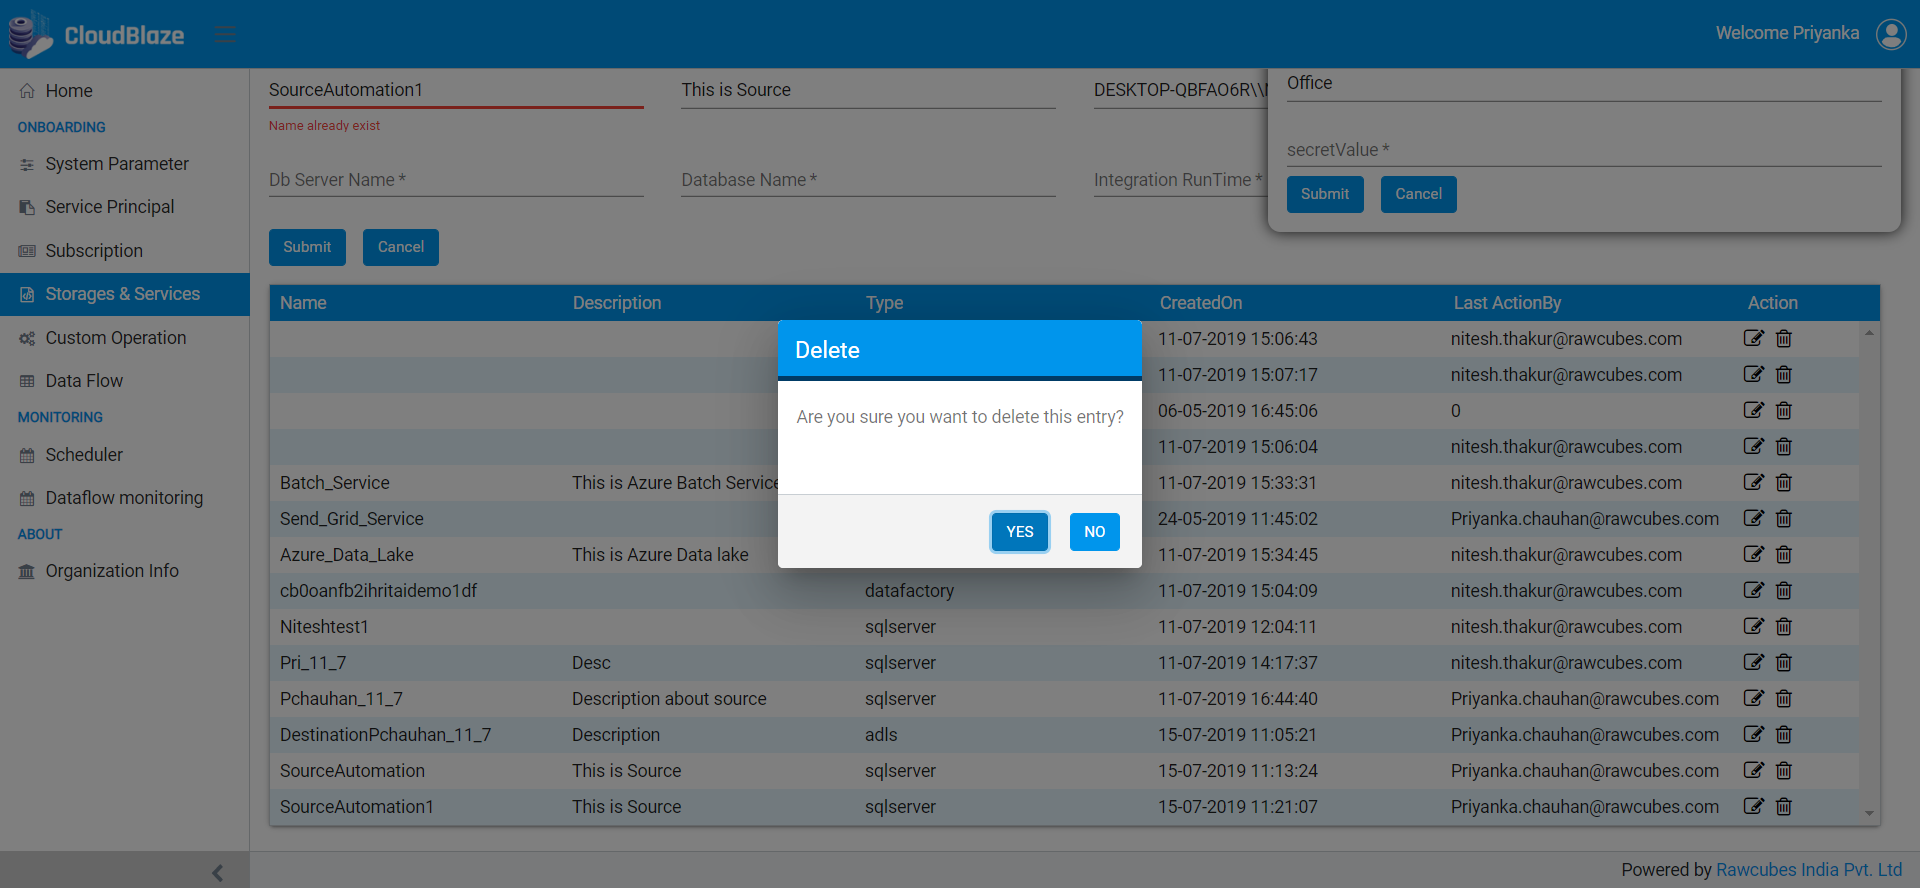 CloudBlaze
Welcome Priyanka
Home
ONBOARDING
System Parameter
Service Principal
Subscription
Storages & Services
Custom Operation
Data Flow
MONITORING
Scheduler
Dataflow monitoring
ABOUT
Organization Info
SourceAutomation1 This is Source DESKTOP-QBFAO6R\\
Name already exist
Db Server Name * Database Name * Integration RunTime *
Submit Cancel
Office
secretValue *
Submit Cancel
Name Description Type CreatedOn Last ActionBy Action
11-07-2019 15:06:43 nitesh.thakur@rawcubes.com
11-07-2019 15:07:17 nitesh.thakur@rawcubes.com
06-05-2019 16:45:06 0
11-07-2019 15:06:04 nitesh.thakur@rawcubes.com
Batch_Service This is Azure Batch Service 11-07-2019 15:33:31 nitesh.thakur@rawcubes.com
Send_Grid_Service 24-05-2019 11:45:02 Priyanka.chauhan@rawcubes.com
Azure_Data_Lake This is Azure Data lake 11-07-2019 15:34:45 nitesh.thakur@rawcubes.com
cb0oanfb2ihritaidemo1df datafactory 11-07-2019 15:04:09 nitesh.thakur@rawcubes.com
Niteshtest1 sqlserver 11-07-2019 12:04:11 nitesh.thakur@rawcubes.com
Pri_11_7 Desc sqlserver 11-07-2019 14:17:37 nitesh.thakur@rawcubes.com
Pchauhan_11_7 Description about source sqlserver 11-07-2019 16:44:40 Priyanka.chauhan@rawcubes.com
DestinationPchauhan_11_7 Description adls 15-07-2019 11:05:21 Priyanka.chauhan@rawcubes.com
SourceAutomation This is Source sqlserver 15-07-2019 11:13:24 Priyanka.chauhan@rawcubes.com
SourceAutomation1 This is Source sqlserver 15-07-2019 11:21:07 Priyanka.chauhan@rawcubes.com
Delete
Are you sure you want to delete this entry?
YES NO
Powered by Rawcubes India Pvt. Ltd